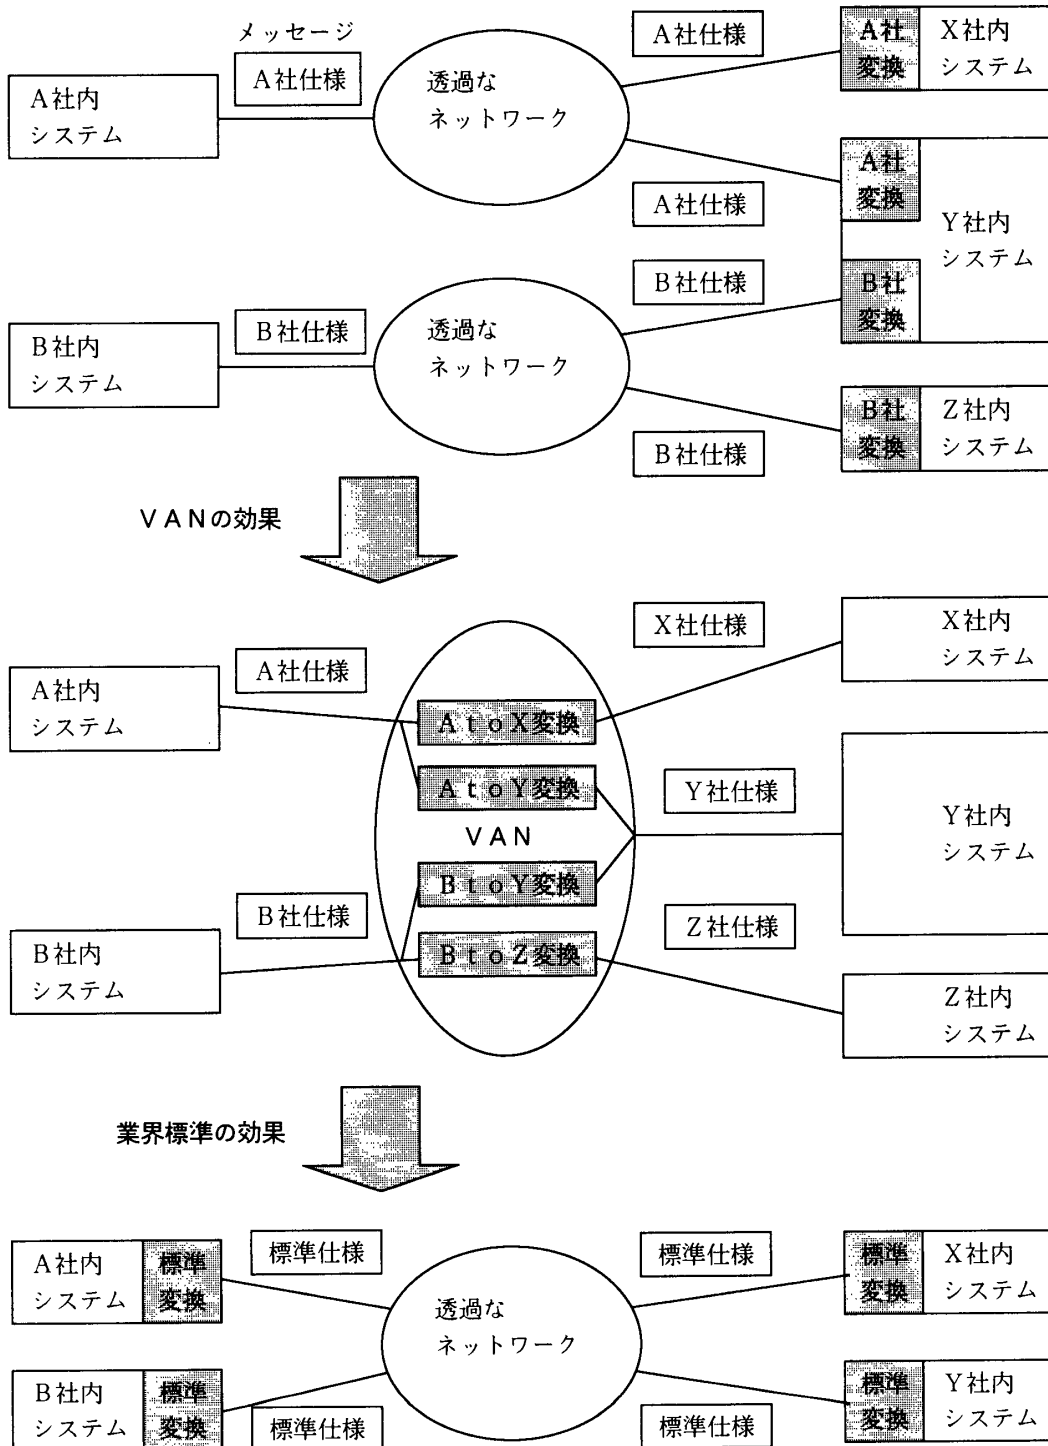 メッセージ
A社仕様
A社内
システム
透過な
ネットワーク
A社仕様
A社
変換
X社内
システム
A社仕様
A社
変換
Y社内
システム
B社内
システム
B社仕様
透過な
ネットワーク
B社仕様
B社
変換
B社仕様
B社
変換
Z社内
システム
VANの効果
A社内
システム
A社仕様
AtoX変換
AtoY変換
VAN
BtoY変換
BtoZ変換
B社内
システム
B社仕様
X社仕様
X社内
システム
Y社仕様
Y社内
システム
Z社仕様
Z社内
システム
業界標準の効果
A社内
システム
標準
変換
標準仕様
B社内
システム
標準
変換
標準仕様
透過な
ネットワーク
標準仕様
標準
変換
X社内
システム
標準仕様
標準
変換
Y社内
システム